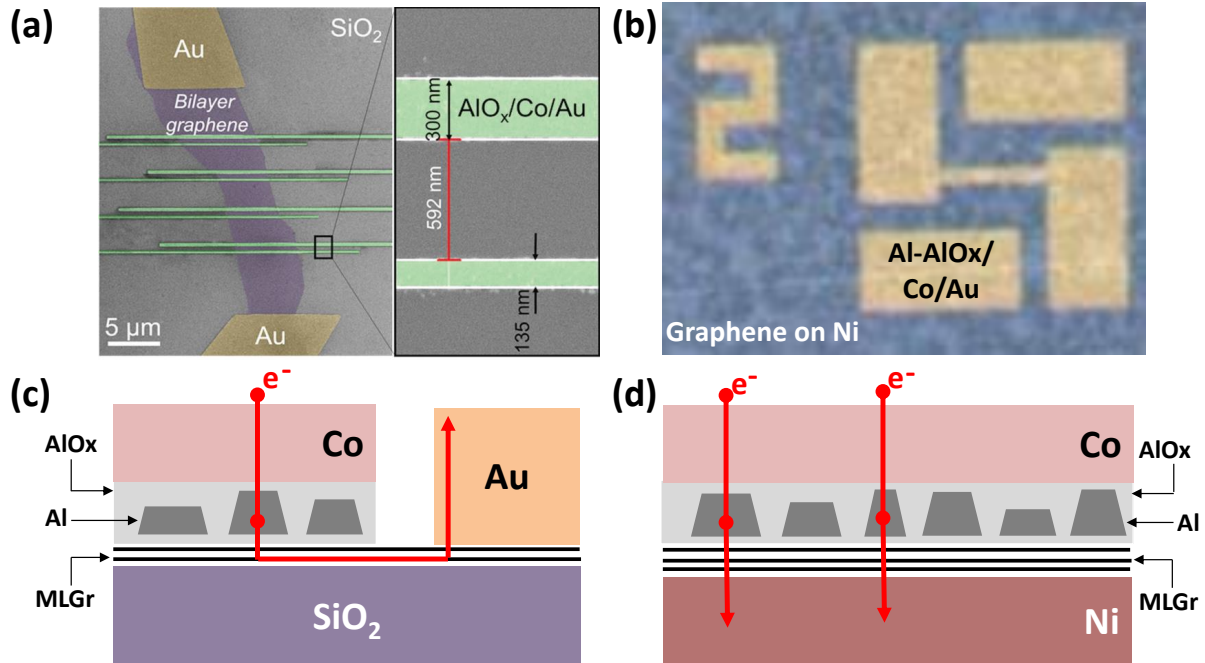 (a)
SiO2
Au
Bilayer
graphene
Au
5 μm
300 nm
AlOx/Co/Au
592 nm
135 nm
(b)
2
Al-AlOx/
Co/Au
Graphene on Ni
(c)
e-
AlOx
Co
Au
Al
MLGr
SiO2
(d)
e-
e-
Co
AlOx
Al
MLGr
Ni